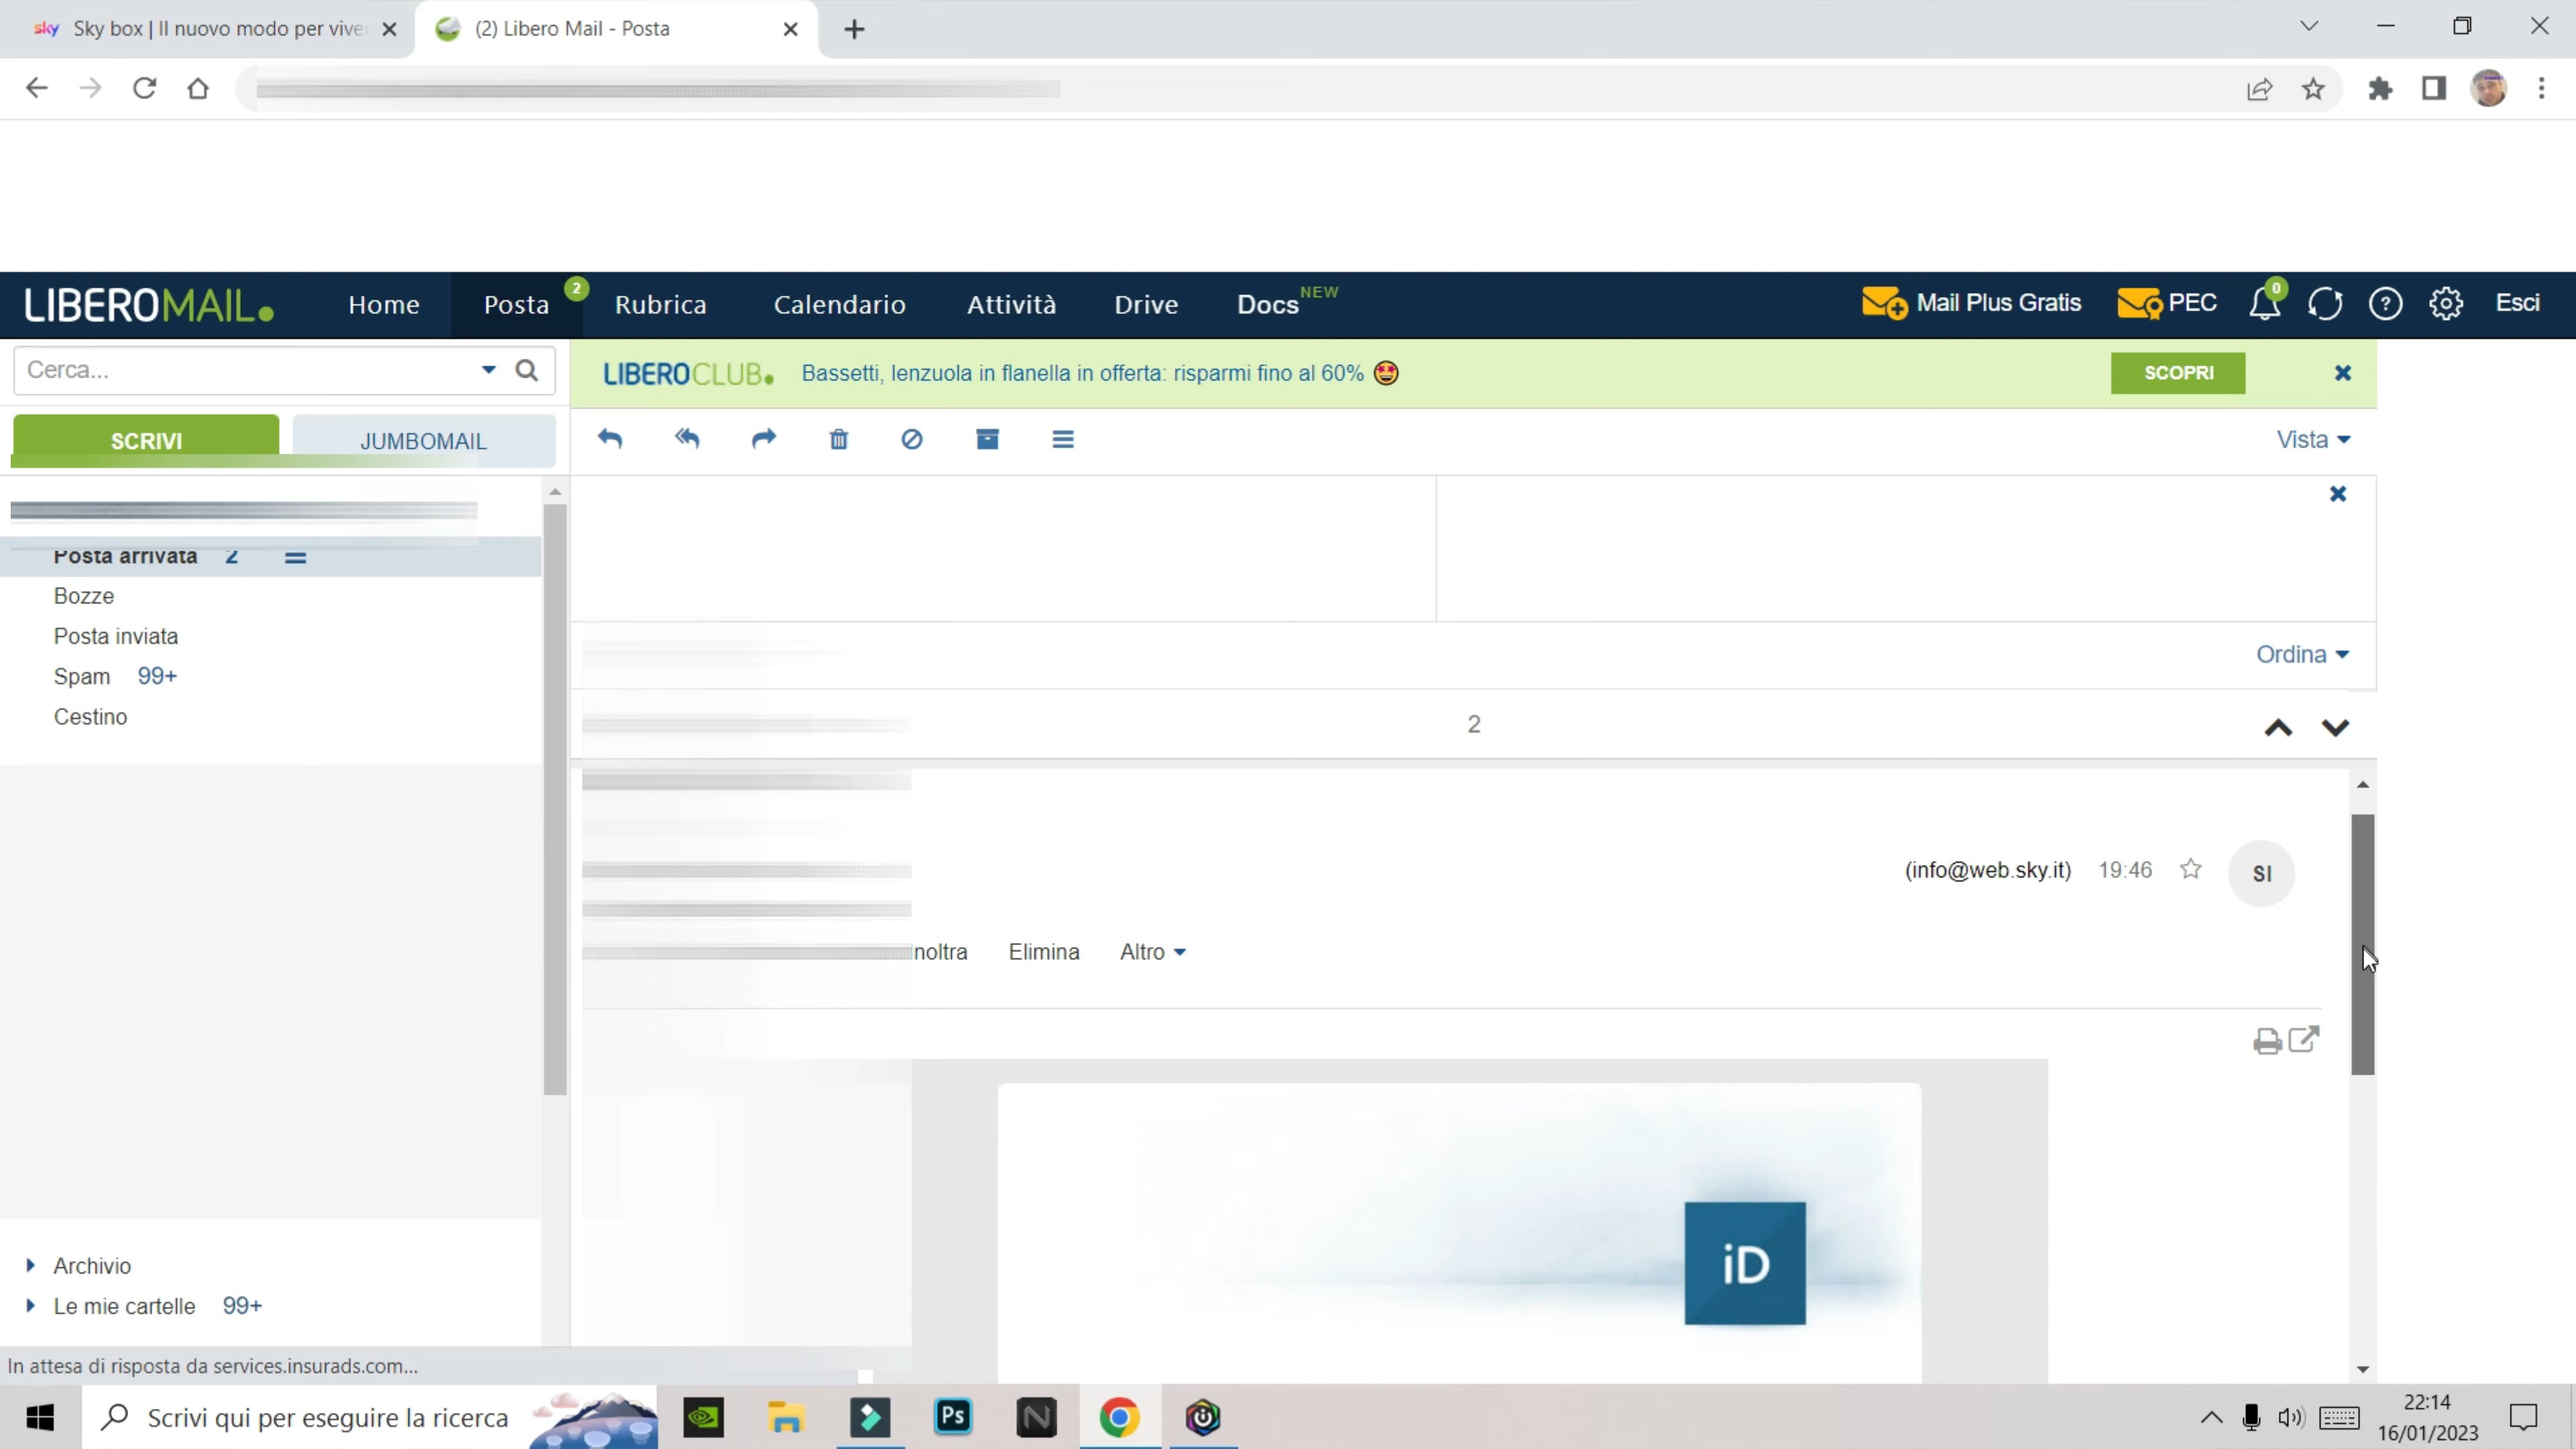 sky Sky box | Il nuovo modo per vive
(2) Libero Mail - Posta
LIBEROMAIL.
Home
Posta 2
Rubrica
Calendario
Attività
Drive
Docs NEW
Mail Plus Gratis
PEC
0
Esci
Cerca...
LIBEROCLUB. Bassetti, lenzuola in flanella in offerta: risparmi fino al 60%
SCOPRI
SCRIVI
JUMBOMAIL
Vista
Posta arrivata 2
Bozze
Posta inviata
Spam 99+
Cestino
Ordina
2
(info@web.sky.it) 19:46 SI
noltra Elimina Altro
iD
Archivio
Le mie cartelle 99+
In attesa di risposta da services.insurads.com...
Scrivi qui per eseguire la ricerca
Ps
N
22:14
16/01/2023